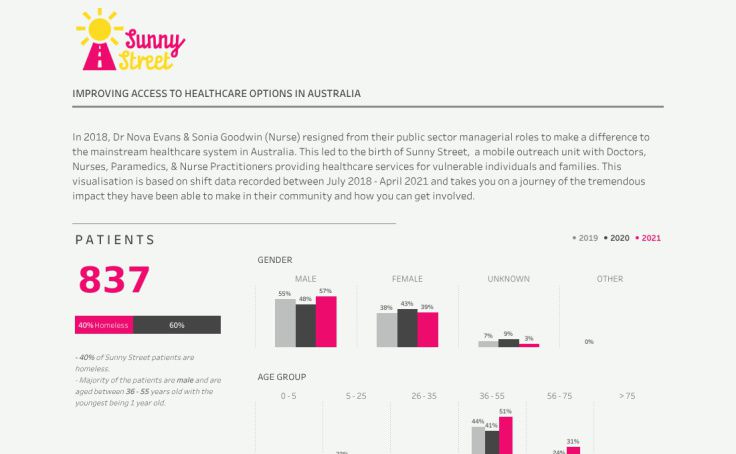 Sunny
Street
IMPROVING ACCESS TO HEALTHCARE OPTIONS IN AUSTRALIA
In 2018, Dr Nova Evans & Sonia Goodwin (Nurse) resigned from their public sector managerial roles to make a difference to
the mainstream healthcare system in Australia. This led to the birth of Sunny Street,  a mobile outreach unit with Doctors,
Nurses, Paramedics, & Nurse Practitioners providing healthcare services for vulnerable individuals and families. This
visualisation is based on shift data recorded between July 2018 - April 2021 and takes you on a journey of the tremendous
impact they have been able to make in their community and how you can get involved.
PATIENTS
• 2019 • 2020 • 2021
837
40% Homeless 60%
- 40% of Sunny Street patients are
homeless.
- Majority of the patients are male and are
aged between 36 - 55 years old with the
youngest being 1 year old.
GENDER
MALE FEMALE UNKNOWN OTHER
55% 48% 57% 38% 43% 39% 7% 9% 3% 0%
AGE GROUP
0 - 5 5 - 25 26 - 35 36 - 55 56 - 75 > 75
44% 41% 51% 24% 31%